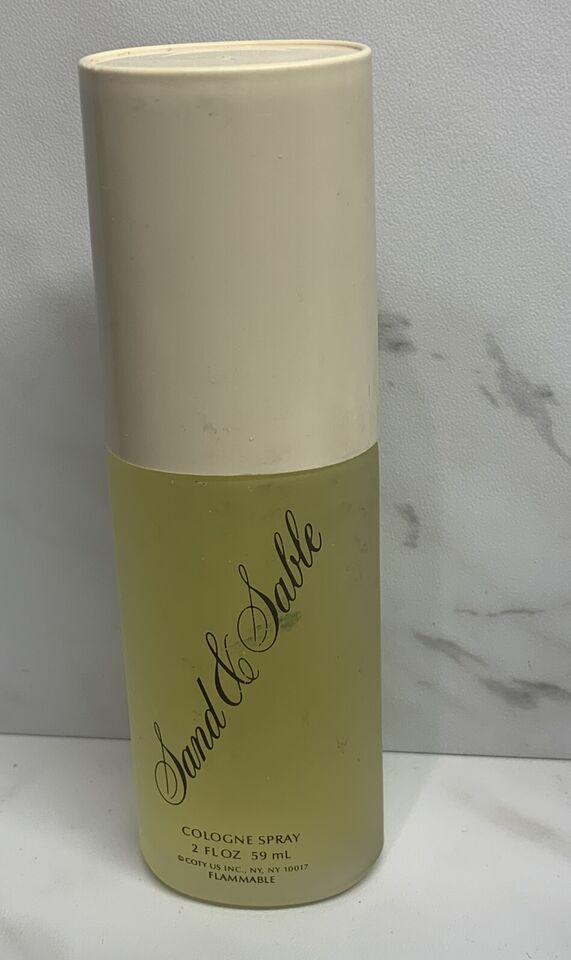 Sand & Sable
COLOGNE SPRAY
2 FL OZ 59 mL
© COTY US INC., NY, NY 10017
FLAMMABLE